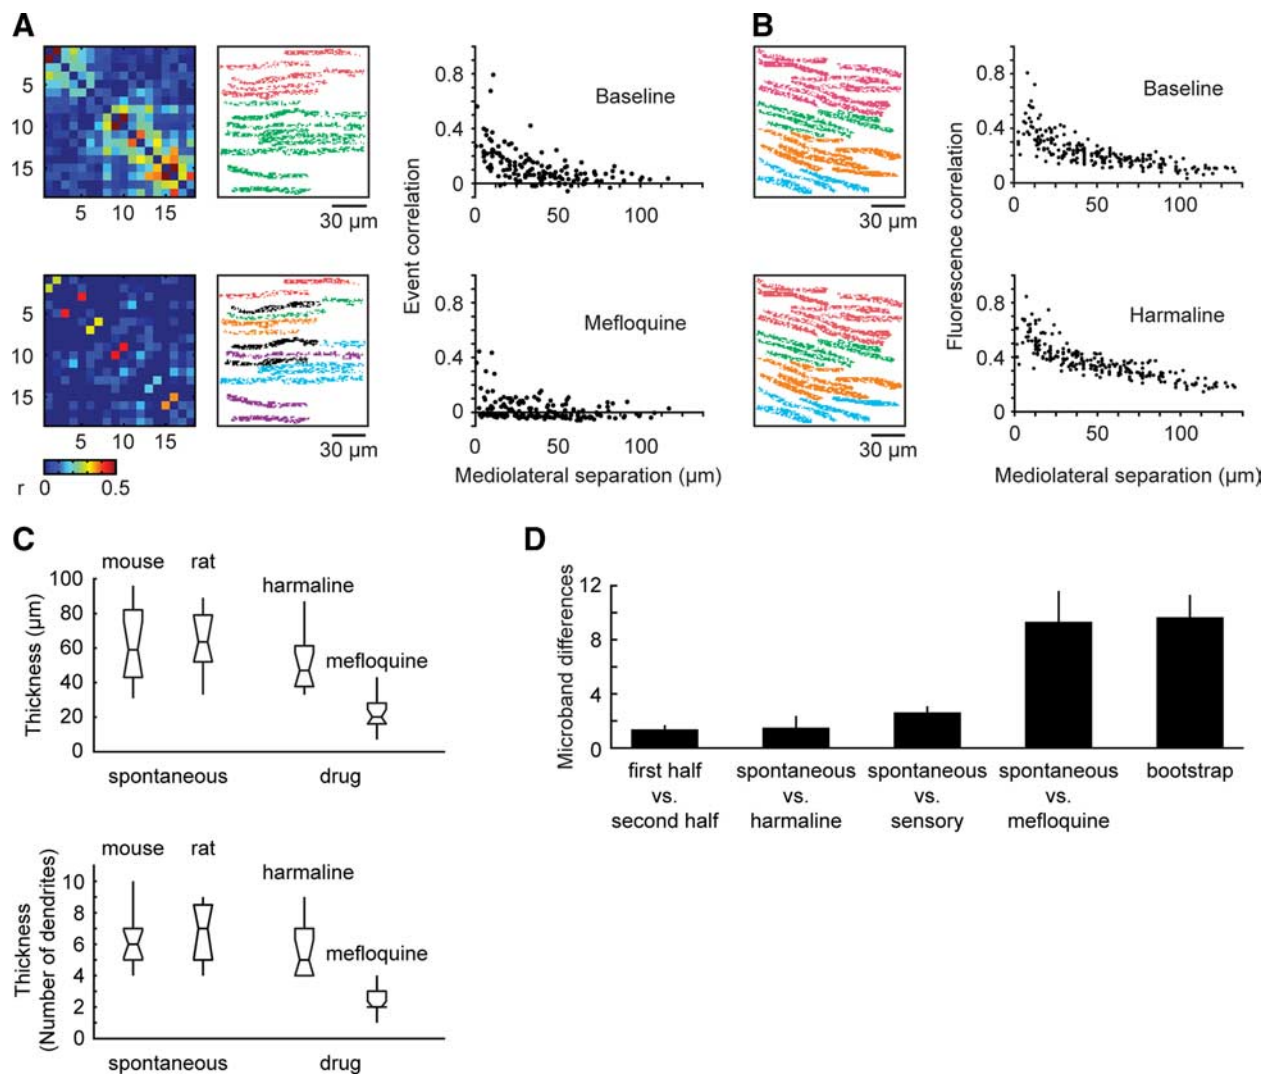 A
B
5
10
15
5 10 15
30 µm
Event correlation
0.8
0.4
0
Baseline
0 50 100
30 µm
Fluorescence correlation
0.8
0.4
0
Baseline
0 50 100
5
10
15
5 10 15
r 0 0.5
30 µm
0.8
0.4
0
Mefloquine
0 50 100
Mediolateral separation (µm)
30 µm
0.8
0.4
0
Harmaline
0 50 100
Mediolateral separation (µm)
C
mouse rat
harmaline
mefloquine
Thickness (µm)
100
80
60
40
20
0
spontaneous drug
mouse rat
harmaline
mefloquine
Thickness
(Number of dendrites)
10
8
6
4
2
0
spontaneous drug
D
Microband differences
12
8
4
0
first half
vs.
second half
spontaneous
vs.
harmaline
spontaneous
vs.
sensory
spontaneous
vs.
mefloquine
bootstrap